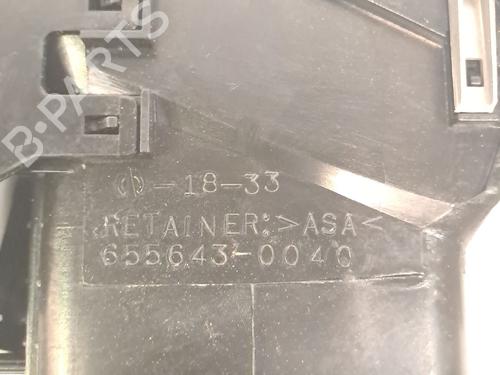 B-PARTS
-18-33
RETAINER:>ASA<
655643-0040